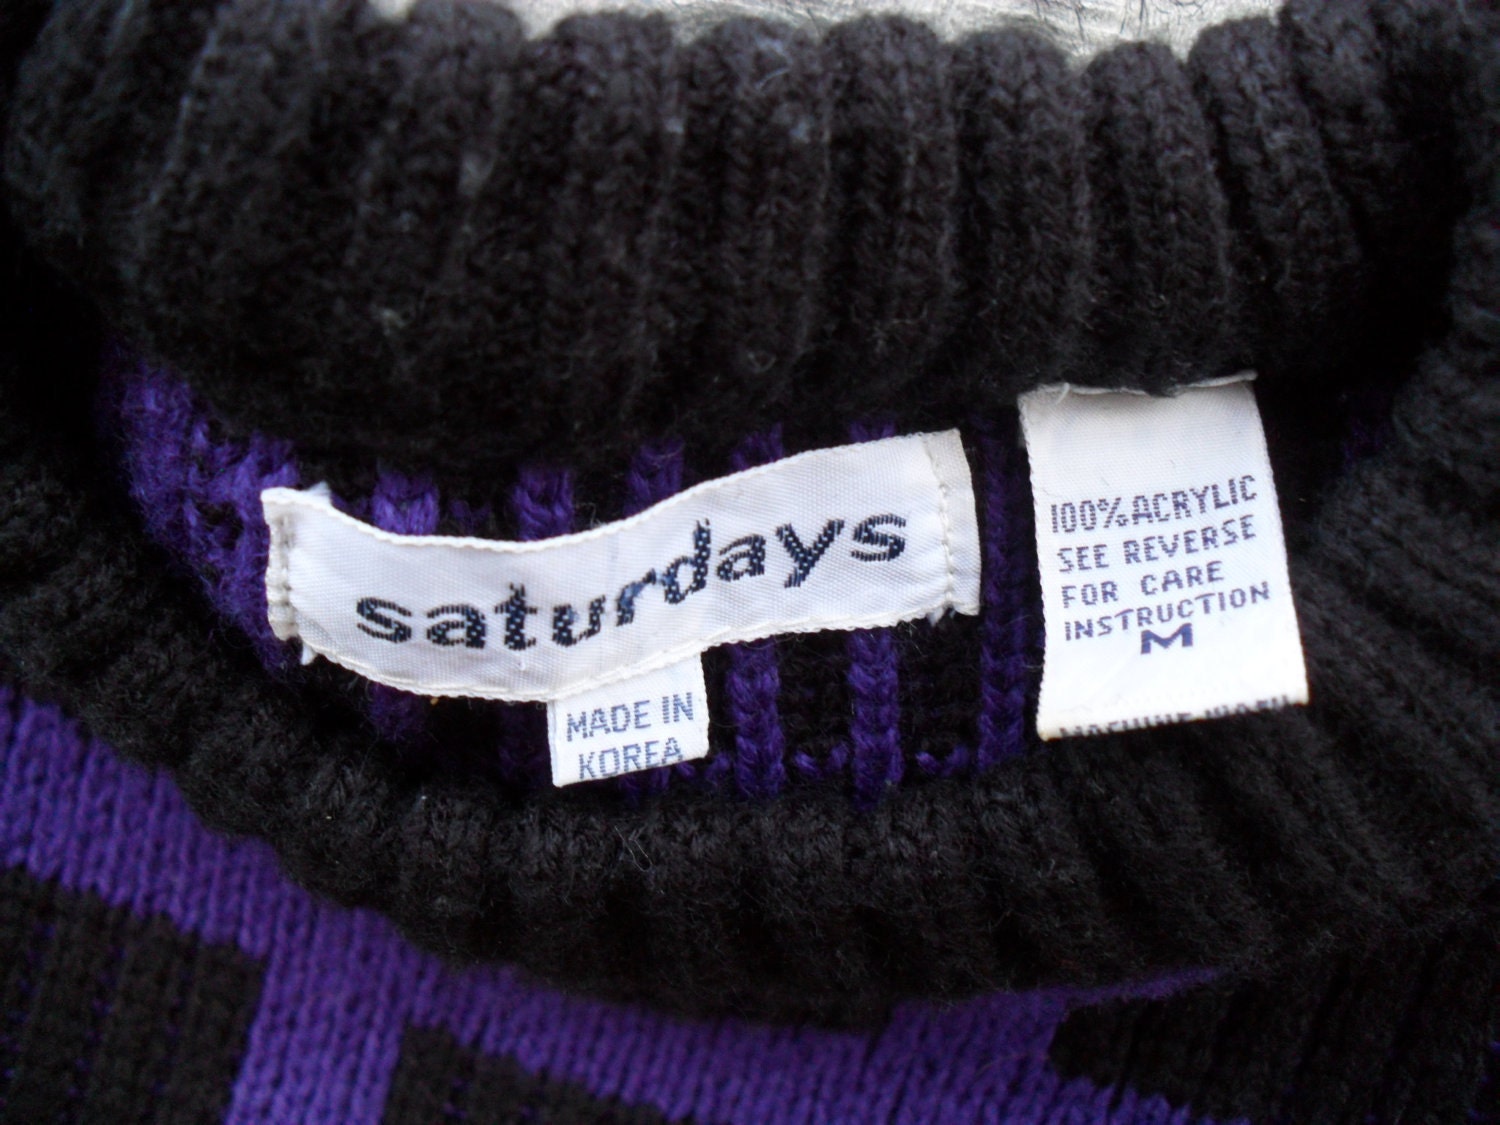 saturdays
MADE IN
KOREA
100% ACRYLIC
SEE REVERSE
FOR CARE
INSTRUCTION
M